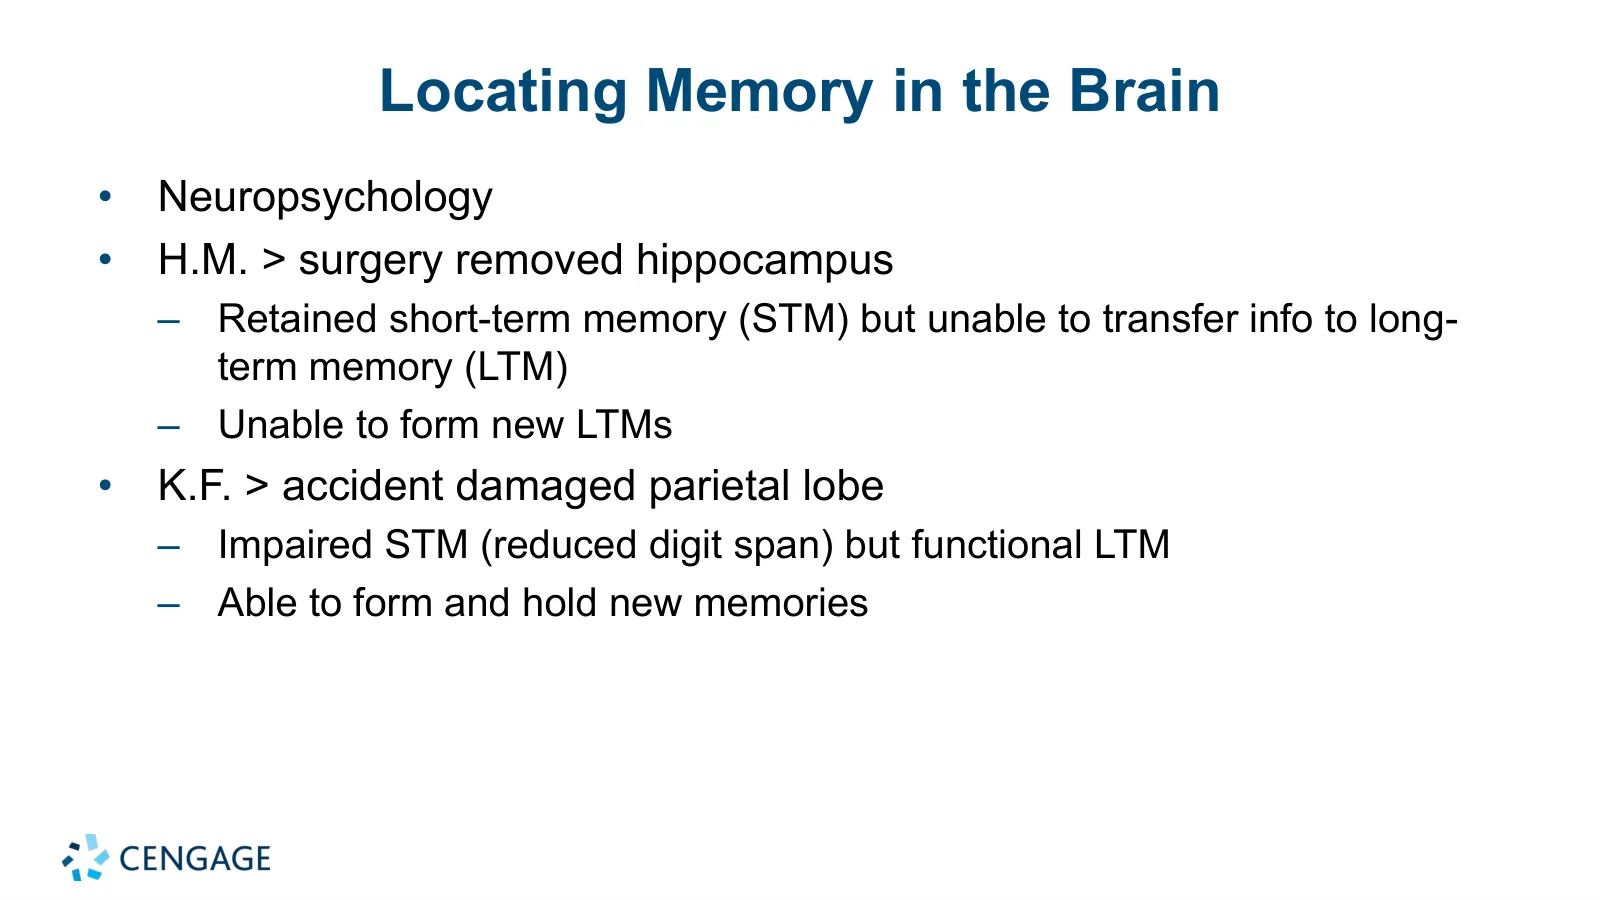 Locating Memory in the Brain
• Neuropsychology
• H.M. > surgery removed hippocampus
– Retained short-term memory (STM) but unable to transfer info to long-
term memory (LTM)
– Unable to form new LTMs
• K.F. > accident damaged parietal lobe
– Impaired STM (reduced digit span) but functional LTM
– Able to form and hold new memories
CENGAGE